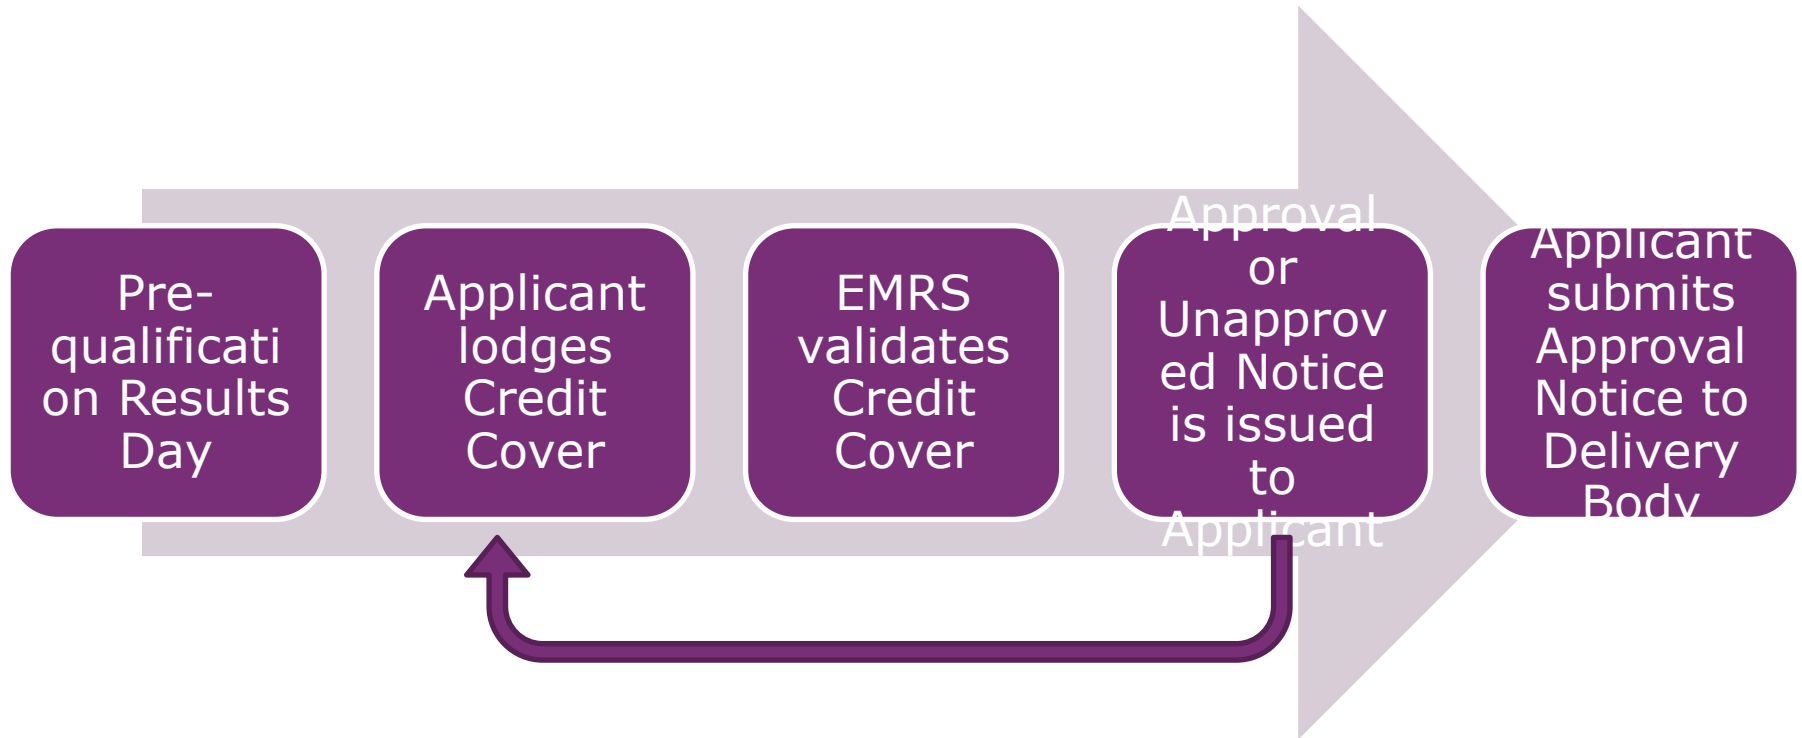 Pre-
qualificati
on Results
Day
Applicant
lodges
Credit
Cover
EMRS
validates
Credit
Cover
Approval
or
Unapprov
ed Notice
is issued
to
Applicant
Applicant
submits
Approval
Notice to
Delivery
Body